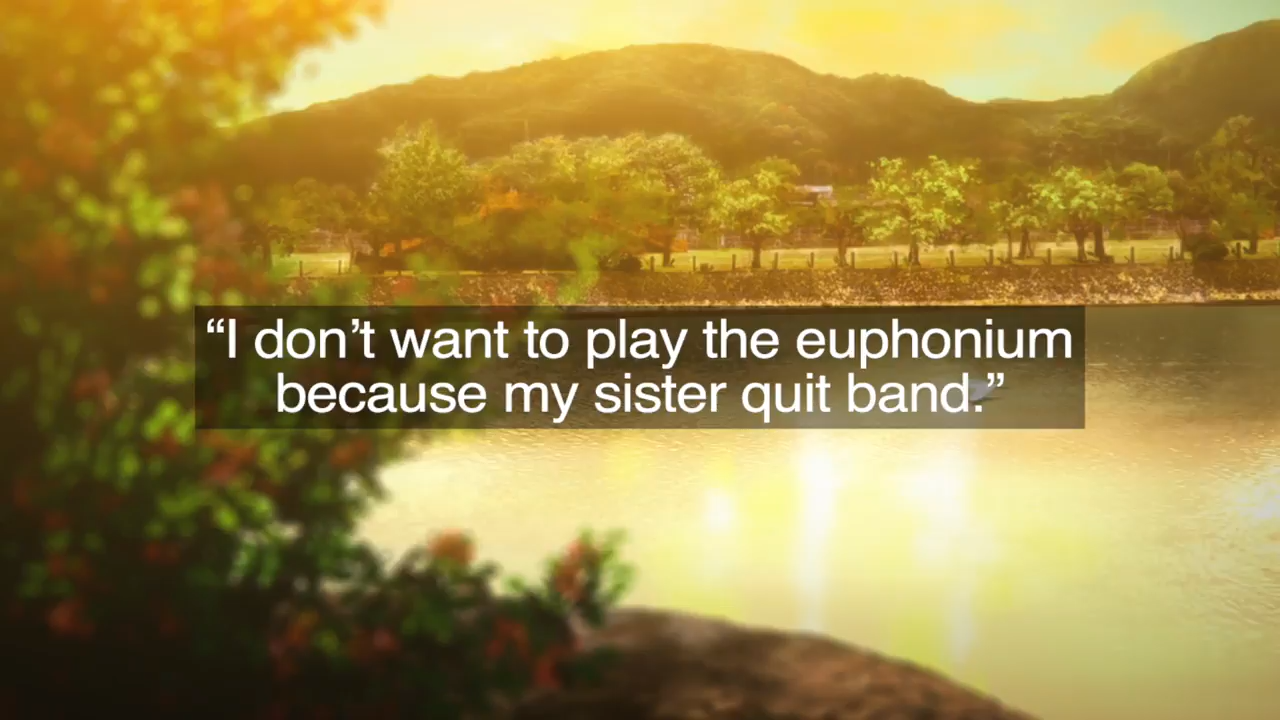 “I don’t want to play the euphonium
because my sister quit band.”